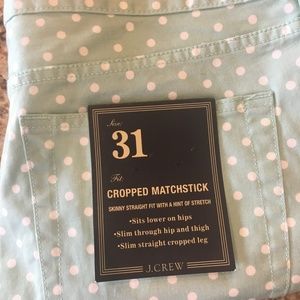 Size:
31
Fit:
CROPPED MATCHSTICK
SKINNY STRAIGHT FIT WITH A HINT OF STRETCH
•Sits lower on hips
•Slim through hip and thigh
•Slim straight cropped leg
J.CREW